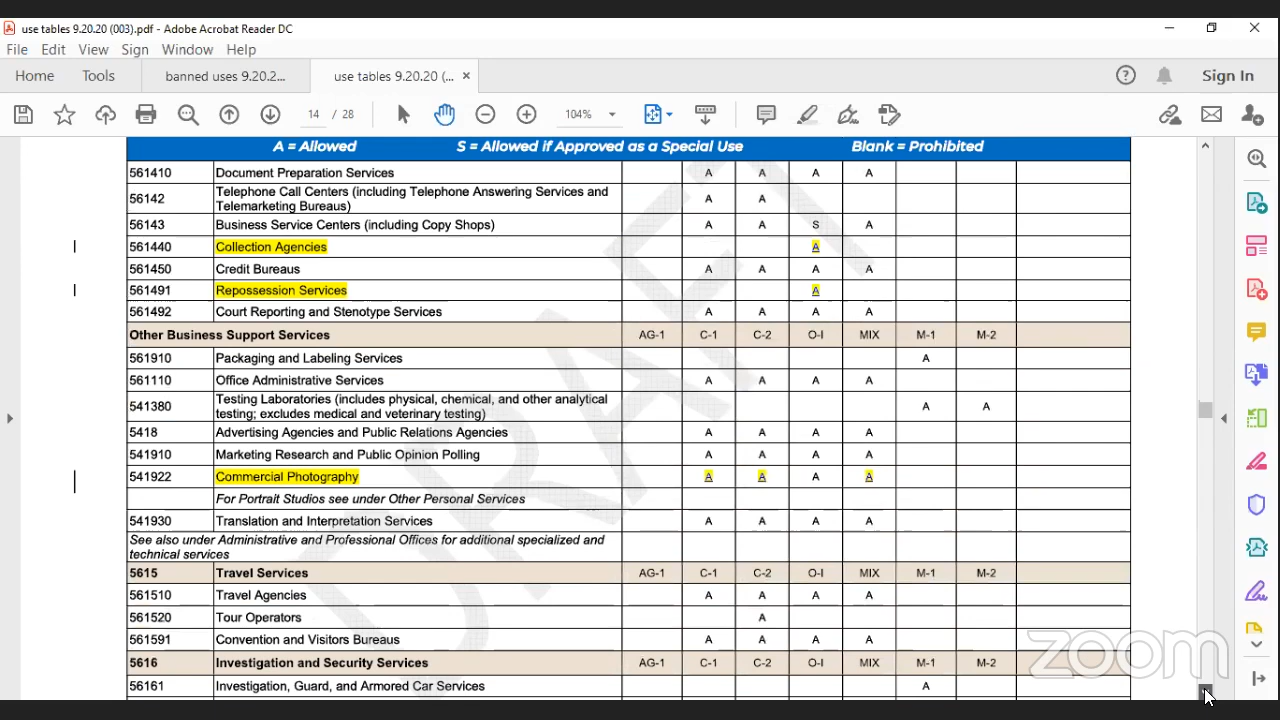 use tables 9.20.20 (003).pdf - Adobe Acrobat Reader DC
File Edit View Sign Window Help
Home Tools banned uses 9.20.2... use tables 9.20.20 (... × Sign In
14 / 28 104%
A = Allowed S = Allowed if Approved as a Special Use Blank = Prohibited
561410 Document Preparation Services A A A A
56142 Telephone Call Centers (including Telephone Answering Services and
Telemarketing Bureaus) A A
56143 Business Service Centers (including Copy Shops) A A S A
561440 Collection Agencies A
561450 Credit Bureaus A A A A
561491 Repossession Services A
561492 Court Reporting and Stenotype Services A A A A
Other Business Support Services AG-1 C-1 C-2 O-I MIX M-1 M-2
561910 Packaging and Labeling Services A
561110 Office Administrative Services A A A A
541380 Testing Laboratories (includes physical, chemical, and other analytical
testing; excludes medical and veterinary testing) A A
5418 Advertising Agencies and Public Relations Agencies A A A A
541910 Marketing Research and Public Opinion Polling A A A A
541922 Commercial Photography A A A A
For Portrait Studios see under Other Personal Services
541930 Translation and Interpretation Services A A A A
See also under Administrative and Professional Offices for additional specialized and
technical services
5615 Travel Services AG-1 C-1 C-2 O-I MIX M-1 M-2
561510 Travel Agencies A A A A
561520 Tour Operators A
561591 Convention and Visitors Bureaus A A A A
5616 Investigation and Security Services AG-1 C-1 C-2 O-I MIX M-1 M-2
56161 Investigation, Guard, and Armored Car Services A
DRAFT
zoom